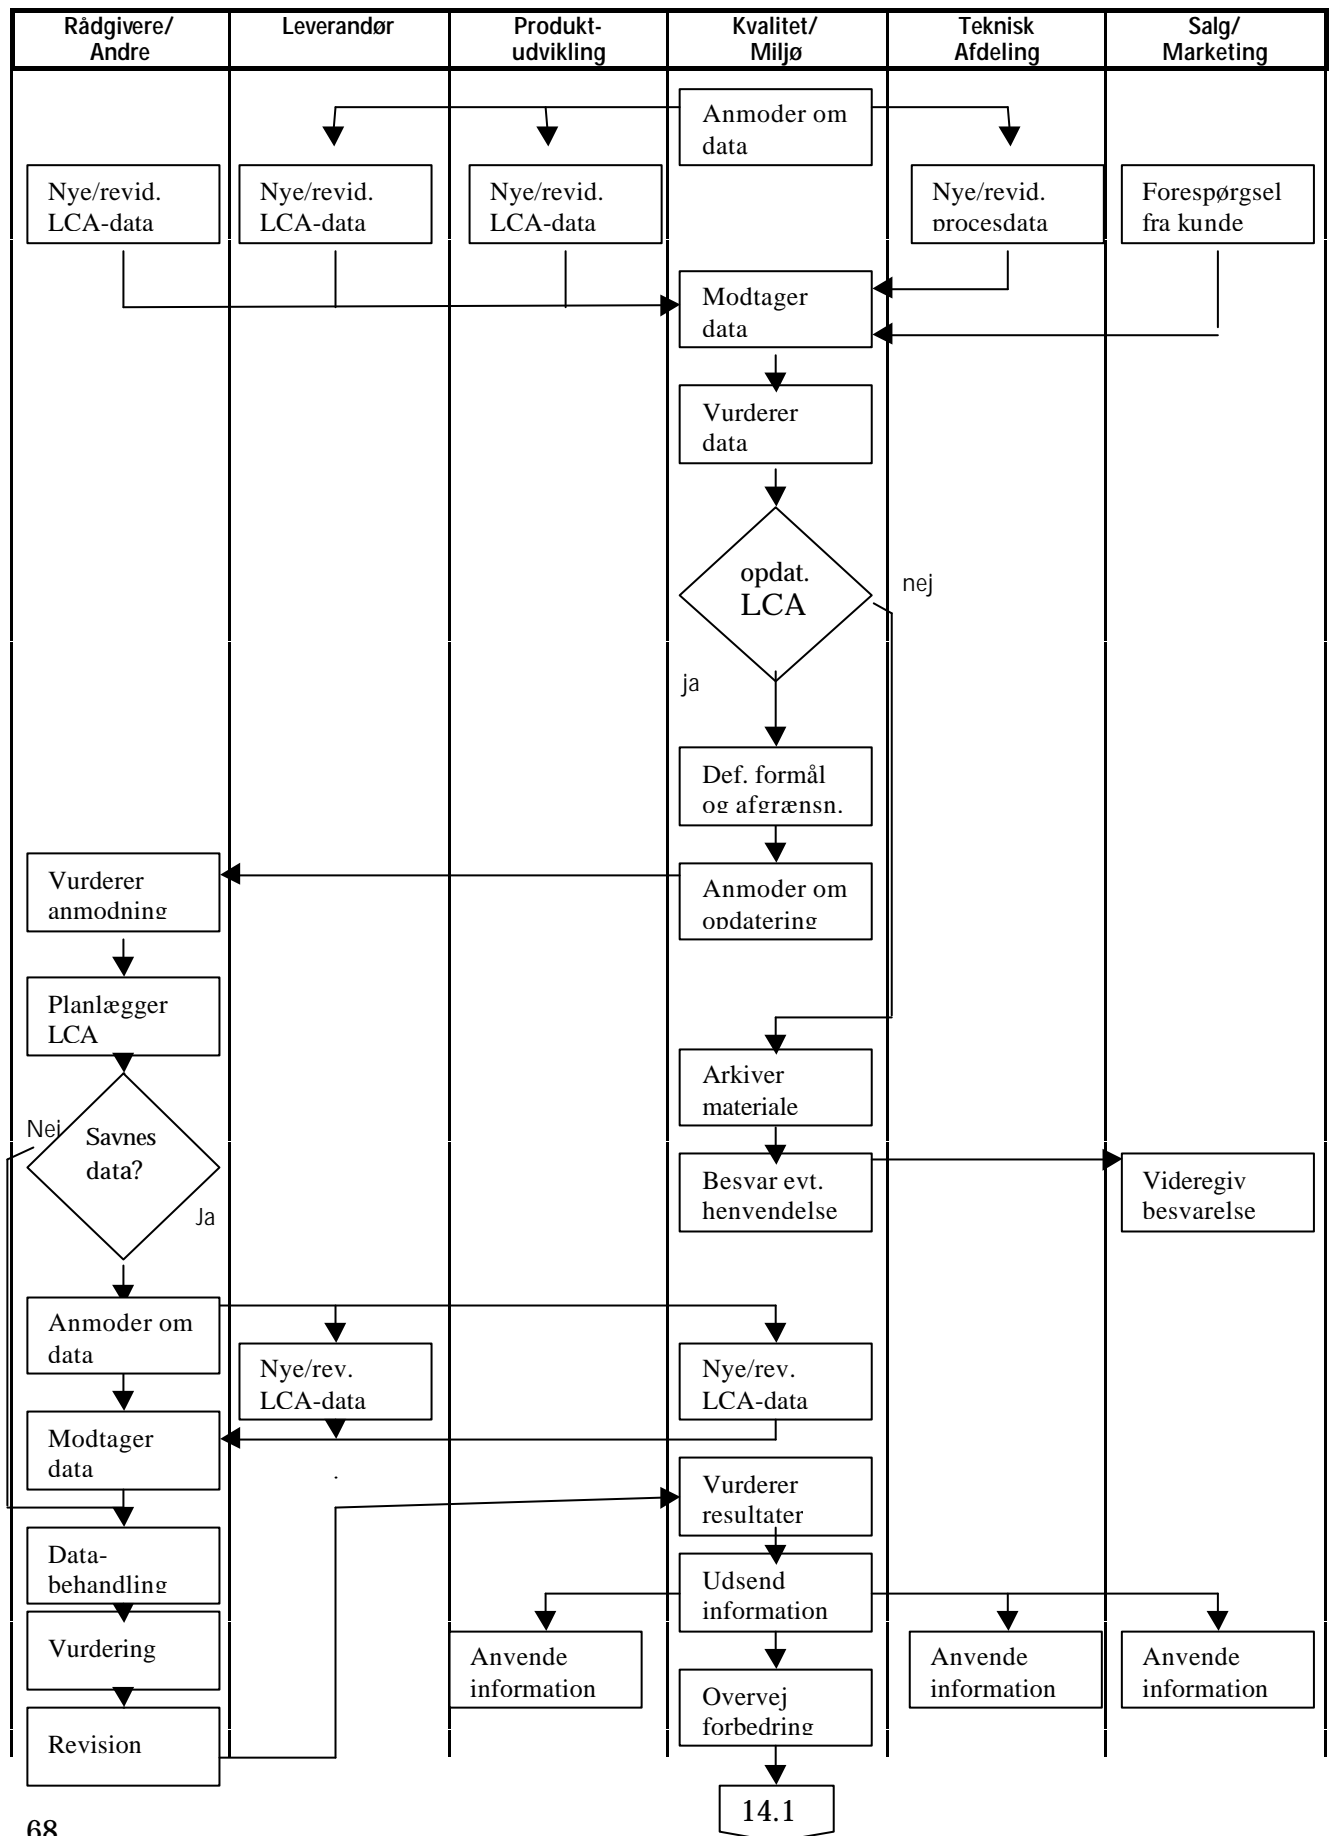 Rådgivere/
Andre
Leverandør
Produkt-
udvikling
Kvalitet/
Miljø
Teknisk
Afdeling
Salg/
Marketing
Anmoder om
data
Nye/revid.
LCA-data
Nye/revid.
LCA-data
Nye/revid.
LCA-data
Nye/revid.
procesdata
Forespørgsel
fra kunde
Modtager
data
Vurderer
data
opdat.
LCA
nej
ja
Def. formål
og afgrænsn.
Vurderer
anmodning
Anmoder om
opdatering
Planlægger
LCA
Arkiver
materiale
Nej
Savnes
data?
Ja
Besvar evt.
henvendelse
Videregiv
besvarelse
Anmoder om
data
Nye/rev.
LCA-data
Nye/rev.
LCA-data
Modtager
data
Vurderer
resultater
Data-
behandling
Udsend
information
Vurdering
Anvende
information
Anvende
information
Anvende
information
Overvej
forbedring
Revision
14.1
68